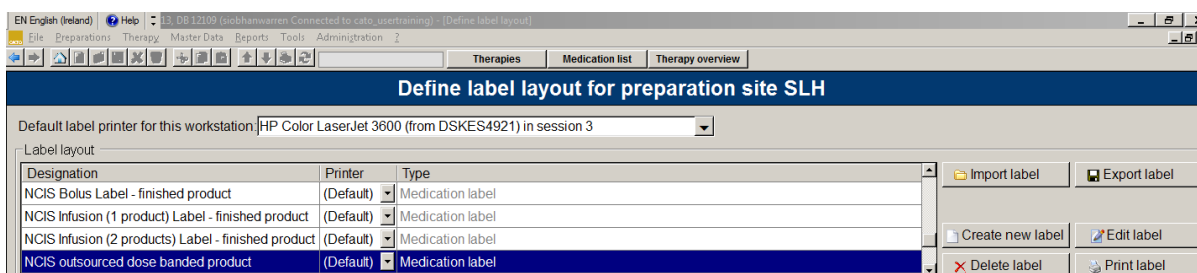 EN English (Ireland) Help 13, DB 12109 (siobhanwarren Connected to cato_usertraining) - [Define label layout]
File Preparations Therapy Master Data Reports Tools Administration ?
Therapies Medication list Therapy overview
Define label layout for preparation site SLH
Default label printer for this workstation: HP Color LaserJet 3600 (from DSKES4921) in session 3
Label layout
Designation Printer Type
Import label Export label
NCIS Bolus Label - finished product (Default) Medication label
NCIS Infusion (1 product) Label - finished product (Default) Medication label
NCIS Infusion (2 products) Label - finished product (Default) Medication label
Create new label Edit label
NCIS outsourced dose banded product (Default) Medication label
Delete label Print label